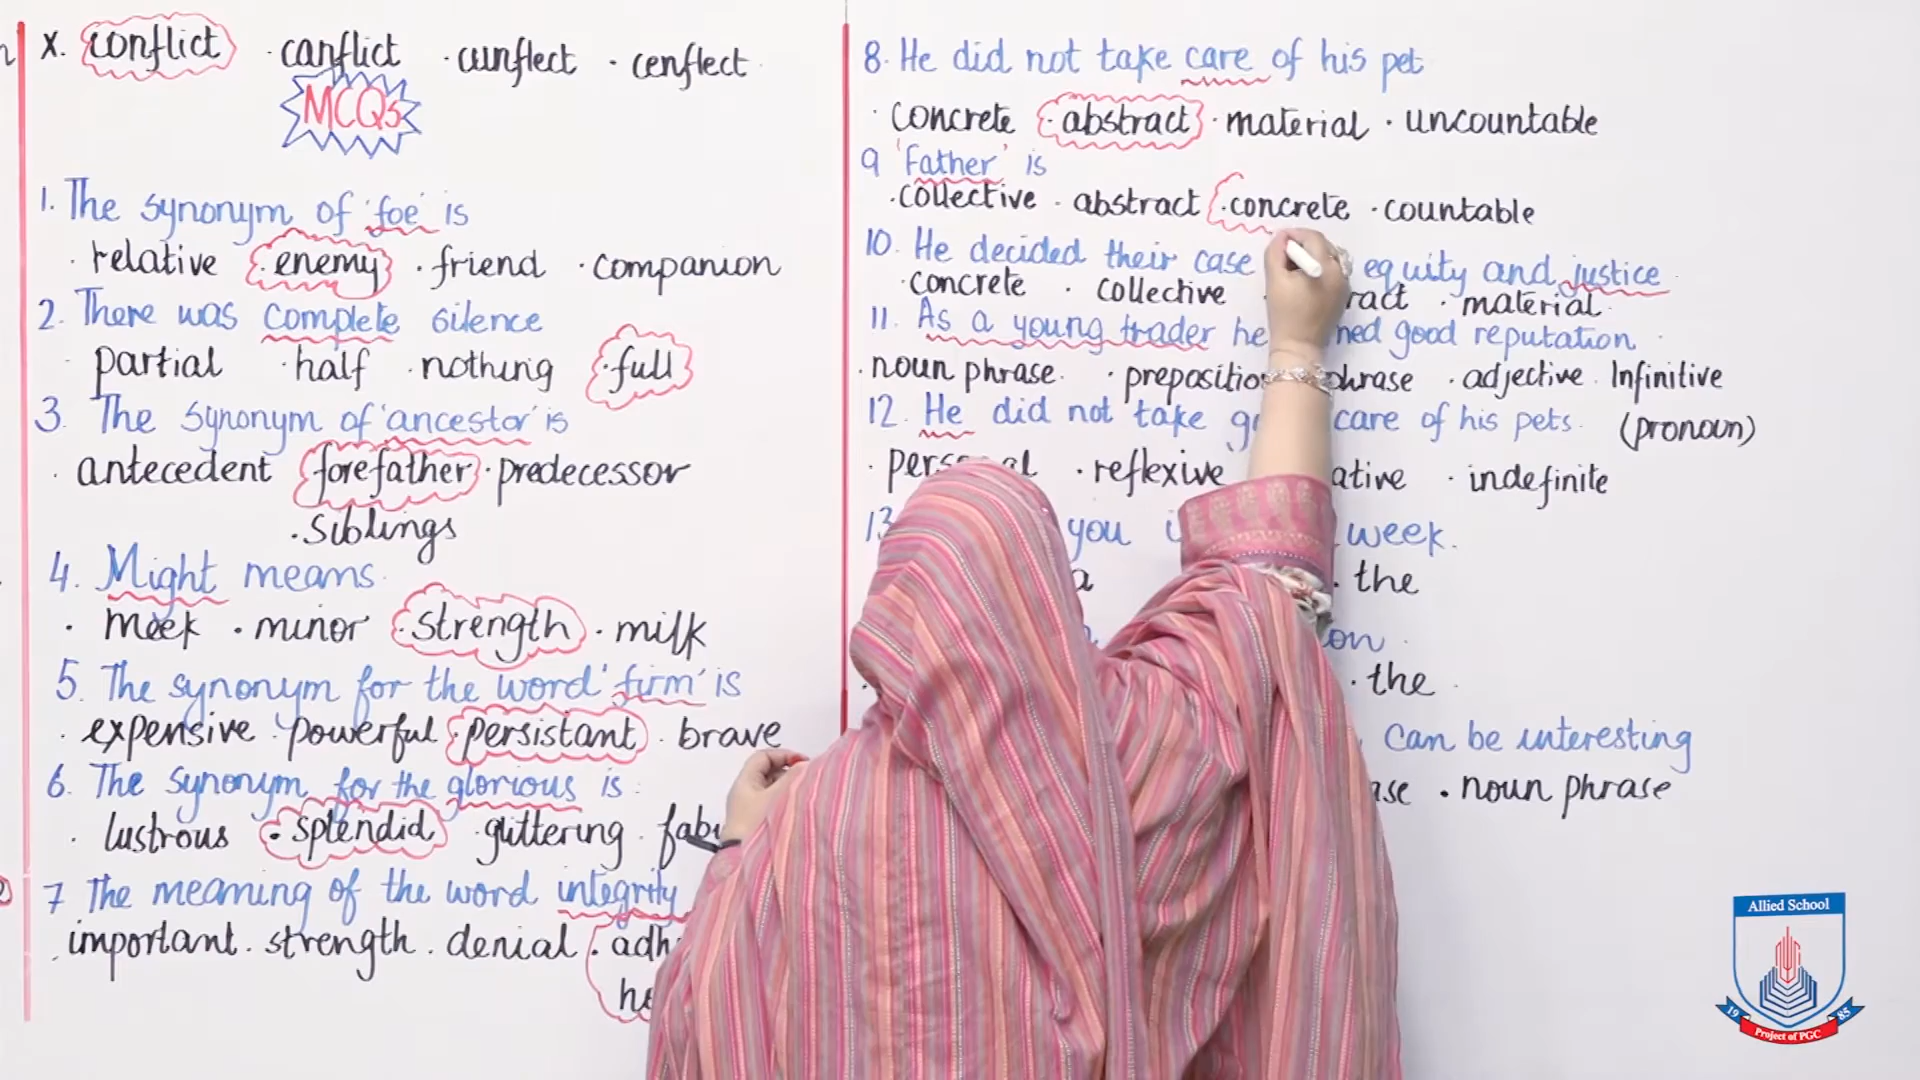 x. conflict · canflict · cunflect · cenflect
MCQs
1. The synonym of 'foe' is
· relative · enemy · friend · companion
2. There was complete silence
· partial · half · nothing · full
3. The synonym of 'ancestor' is
· antecedent · forefather · predecessor
· siblings
4. Might means
· meek · minor · strength · milk
5. The synonym for the word 'firm' is
· expensive · powerful · persistant · brave
6. The synonym for the glorious is
· lustrous · splendid · glittering
7 The meaning of the word integrity
important · strength · denial
8. He did not take care of his pet
· concrete · abstract · material · uncountable
9 'Father' is
· collective · abstract · concrete · countable
10. He decided their case equity and justice
· concrete · collective · material
11. As a young trader he good reputation
· noun phrase · phrase · adjective Infinitive
12. He did not take care of his pets. (pronoun)
· reflexive · indefinite
13 you week.
a · the
· the
can be interesting
· noun phrase
Allied School
1985
Project of PGC